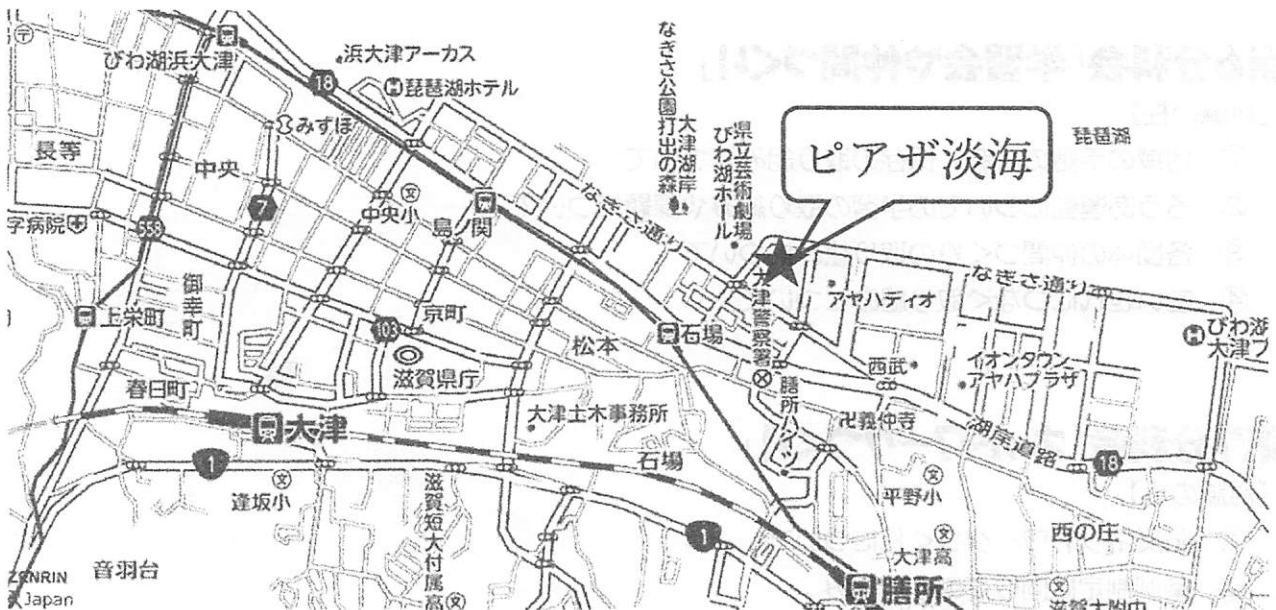 びわ湖浜大津
浜大津アーカス
18
琵琶湖ホテル
みずほ
長等
中央
7
中央小
島ノ関
なぎさ公園打出の森
大津湖岸
県立芸術劇場
びわ湖ホール
ピアザ淡海
琵琶湖
なぎさ通り
なぎさ通り
字病院
558
御幸町
上栄町
103
京町
滋賀県庁
松本
石場
大津警察署
アヤハディオ
西武
イオンタウン
アヤハプラザ
びわ湖
大津プ
春日町
大津
大津土木事務所
膳所ハイツ
卍義仲寺
湖岸道路
18
1
逢坂小
石場
滋賀短大付属高
1
平野小
大津高
西の庄
音羽台
膳所
滋賀大附中
ZENRIN
Japan